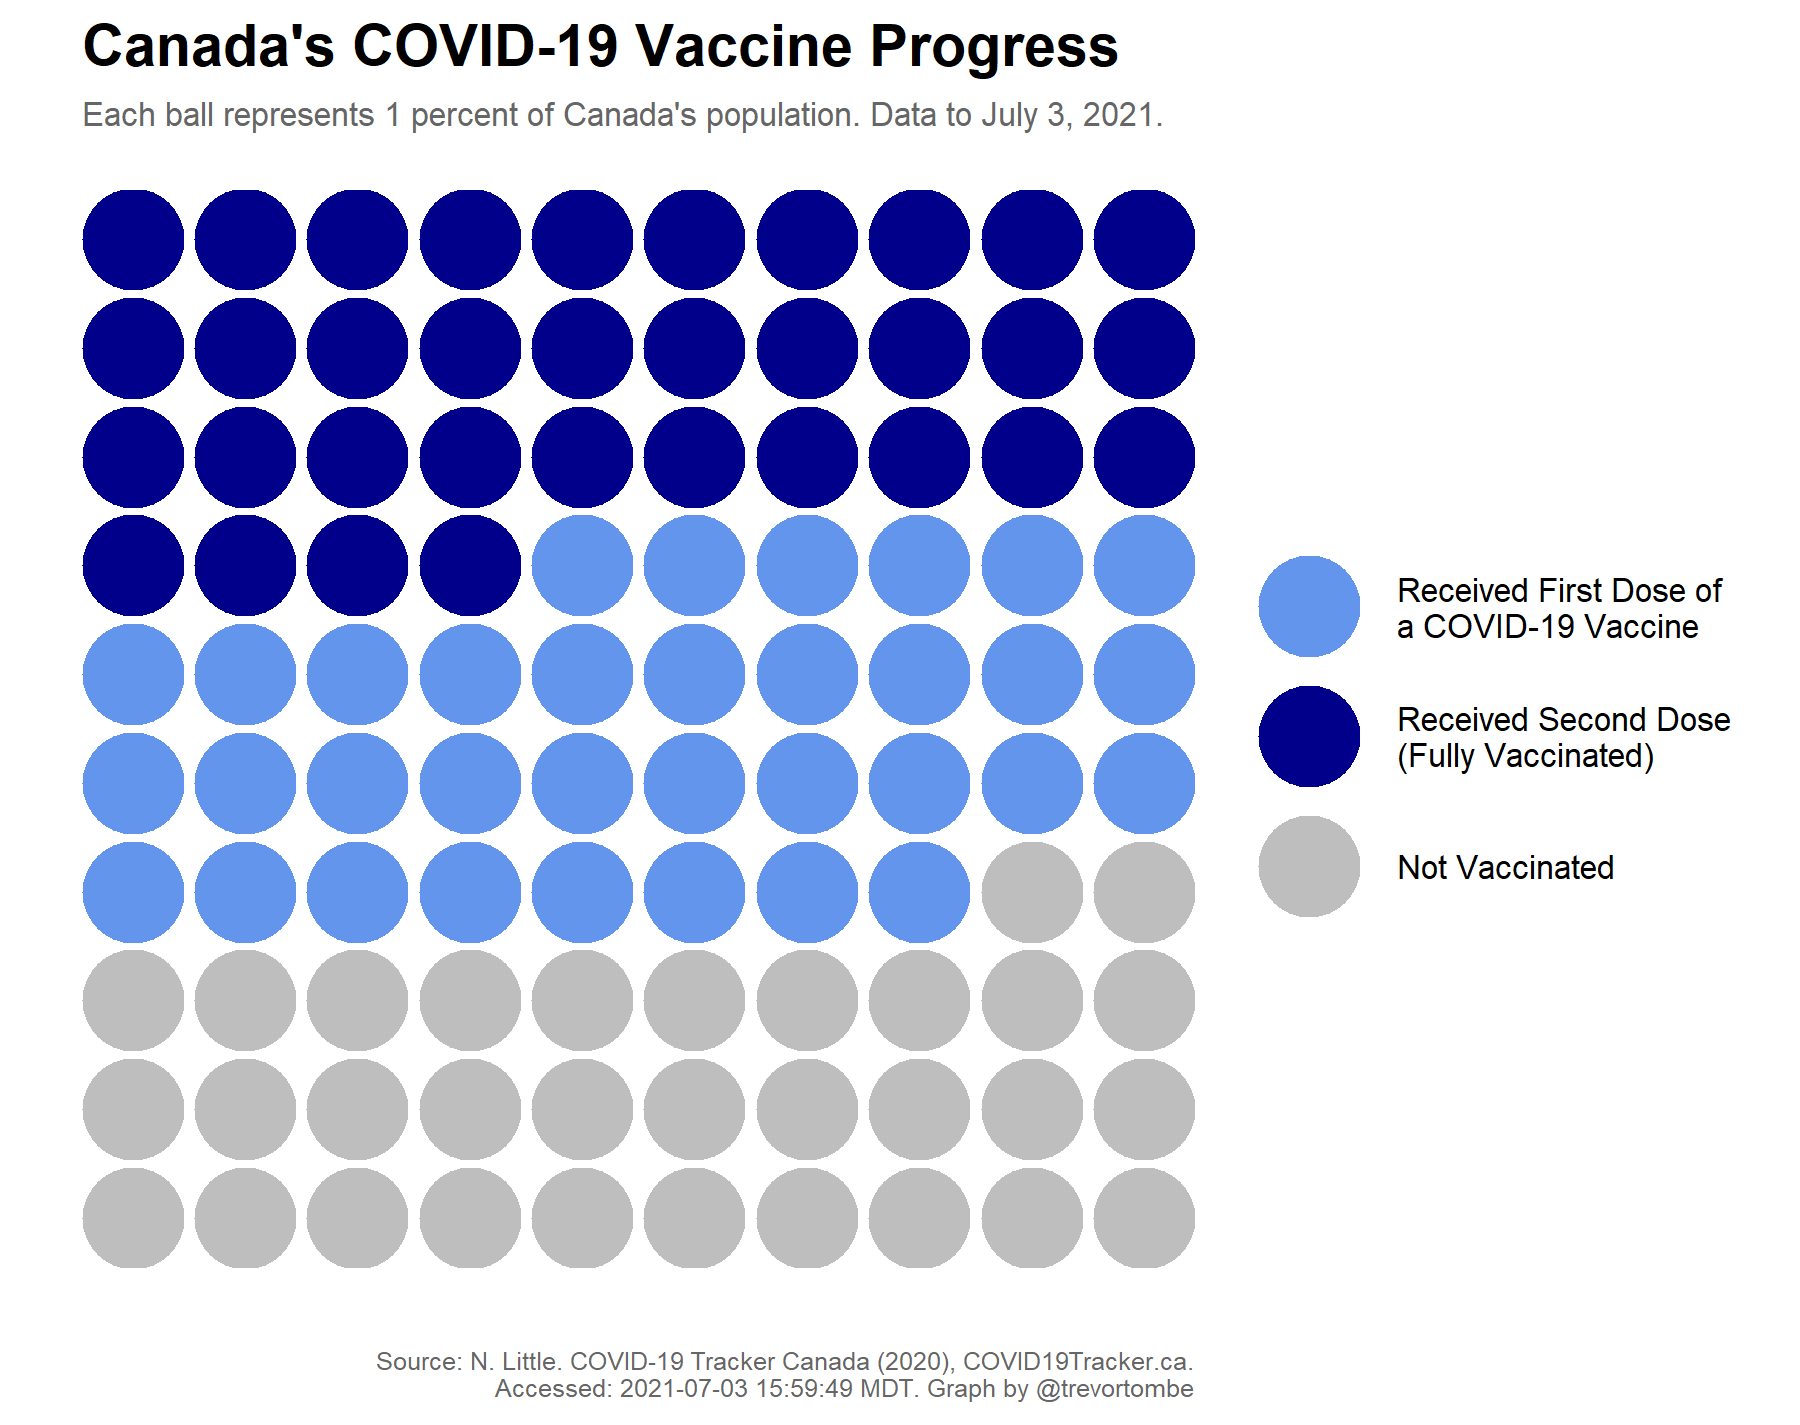 Canada's COVID-19 Vaccine Progress
Each ball represents 1 percent of Canada's population. Data to July 3, 2021.
Received First Dose of
a COVID-19 Vaccine
Received Second Dose
(Fully Vaccinated)
Not Vaccinated
Source: N. Little. COVID-19 Tracker Canada (2020), COVID19Tracker.ca.
Accessed: 2021-07-03 15:59:49 MDT. Graph by @trevortombe